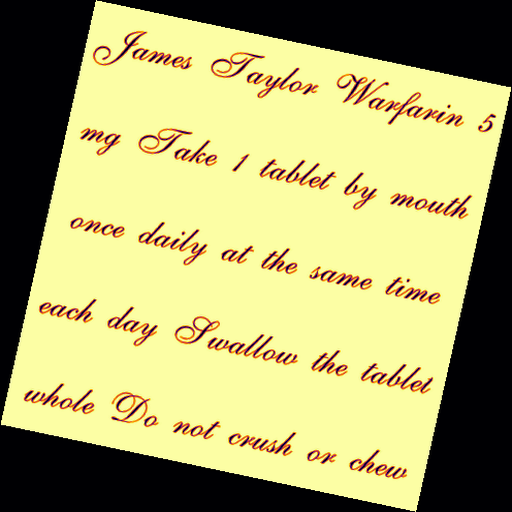 James Taylor Warfarin 5
mg Take 1 tablet by mouth
once daily at the same time
each day Swallow the tablet
whole Do not crush or chew